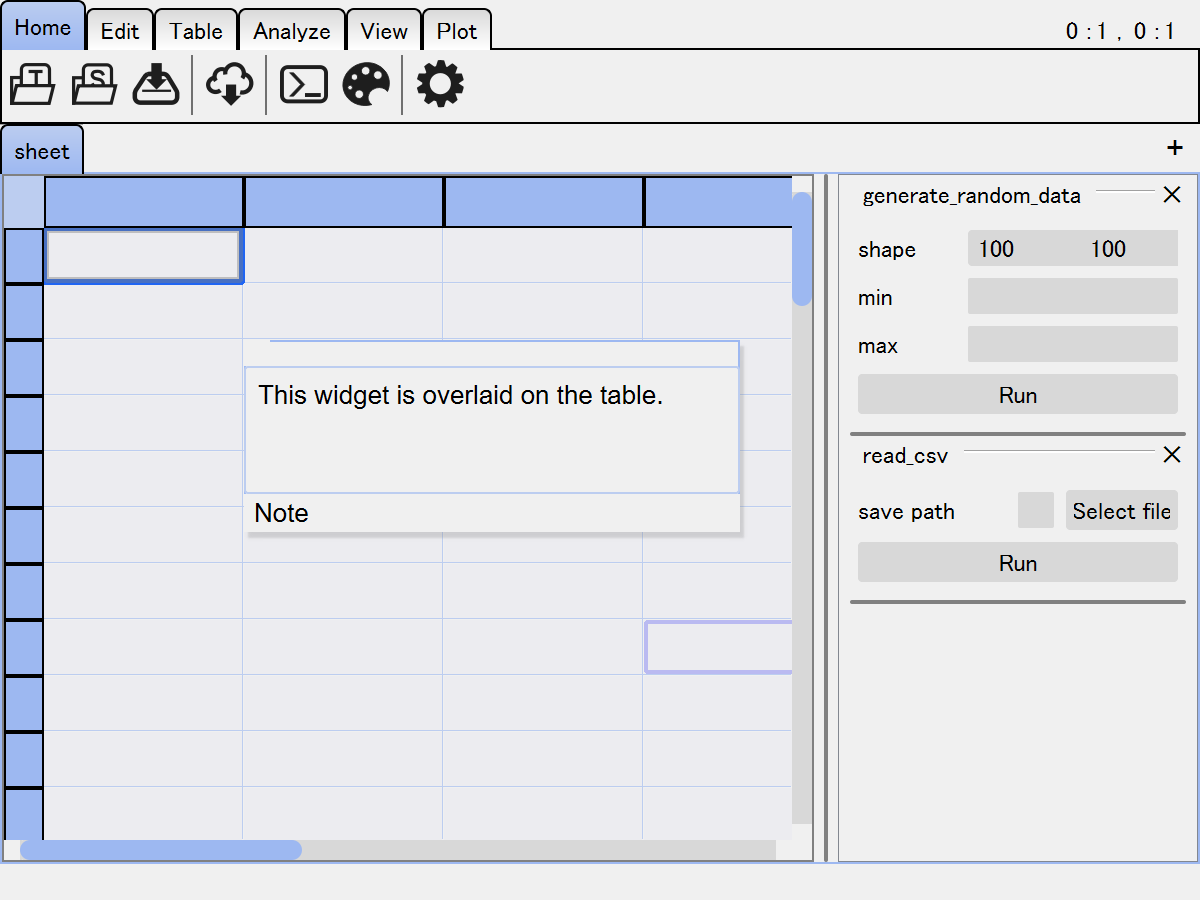 Home Edit Table Analyze View Plot 0 : 1 , 0 : 1
T S
sheet +
generate_random_data
shape 100 100
min
max
Run
read_csv
save path Select file
Run
This widget is overlaid on the table.
Note